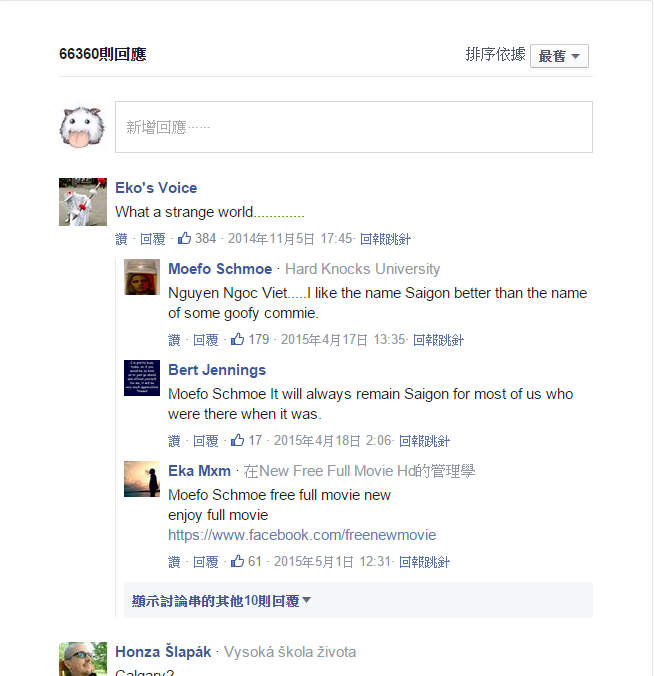 66360則回應
排序依據 最舊
新增回應……
Eko's Voice
What a strange world.............
讚 · 回覆 · 384 · 2014年11月5日 17:45 · 回報跳針
Moefo Schmoe · Hard Knocks University
Nguyen Ngoc Viet.....I like the name Saigon better than the name
of some goofy commie.
讚 · 回覆 · 179 · 2015年4月17日 13:35 · 回報跳針
Bert Jennings
Moefo Schmoe It will always remain Saigon for most of us who
were there when it was.
讚 · 回覆 · 17 · 2015年4月18日 2:06 · 回報跳針
Eka Mxm · 在New Free Full Movie Hd的管理學
Moefo Schmoe free full movie new
enjoy full movie
https://www.facebook.com/freenewmovie
讚 · 回覆 · 61 · 2015年5月1日 12:31 · 回報跳針
顯示討論串的其他10則回覆
Honza Šlapák · Vysoká škola života
Calgary?